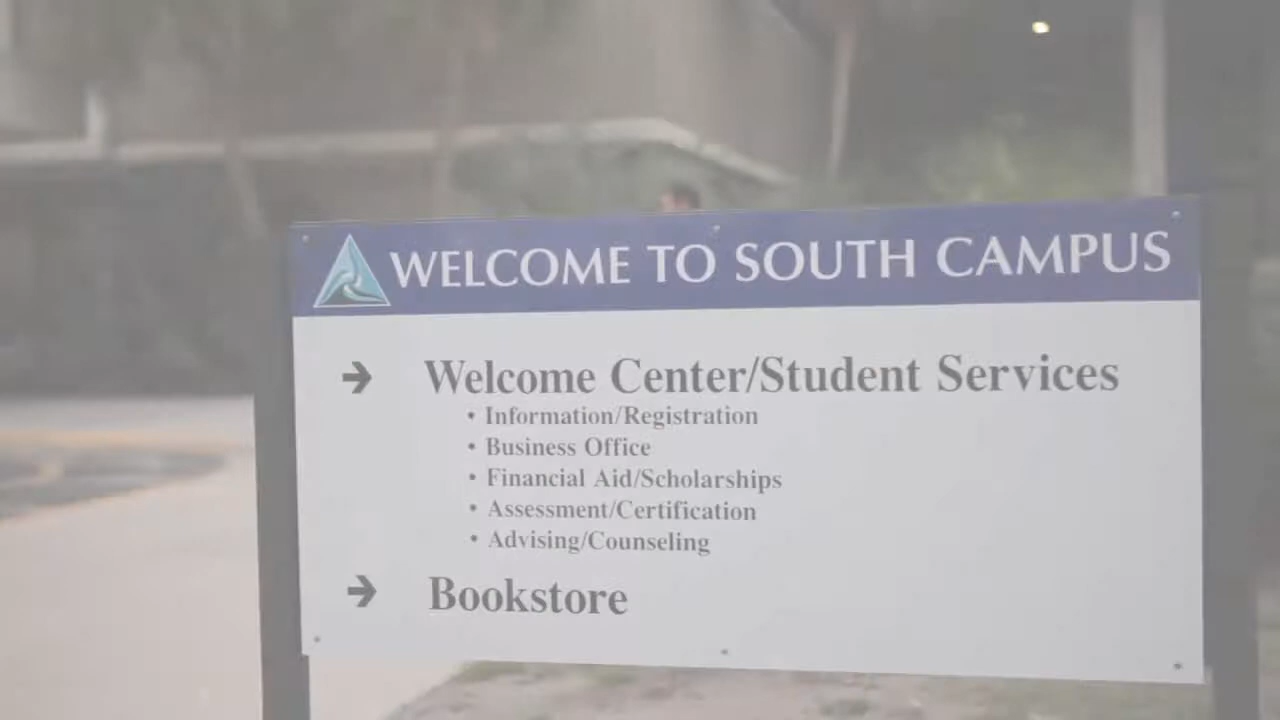 WELCOME TO SOUTH CAMPUS
➔ Welcome Center/Student Services
• Information/Registration
• Business Office
• Financial Aid/Scholarships
• Assessment/Certification
• Advising/Counseling
➔ Bookstore